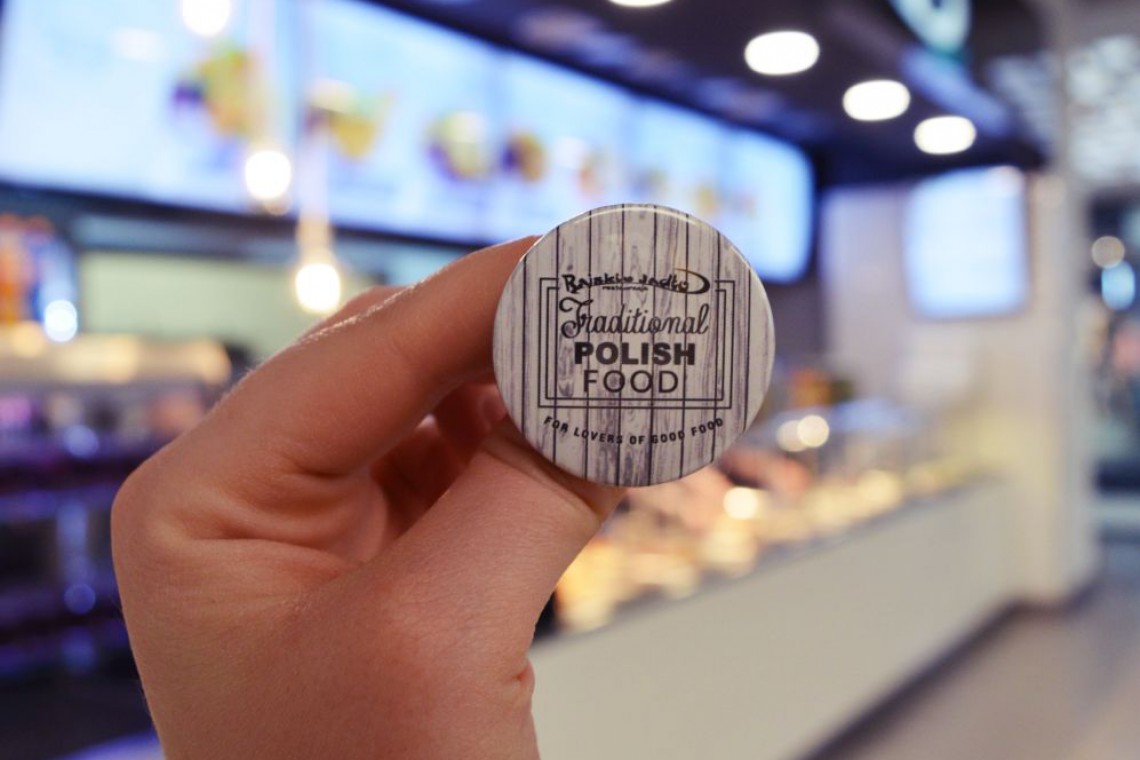 Rajskie Jadło
Traditional
POLISH
FOOD
FOR LOVERS OF GOOD FOOD